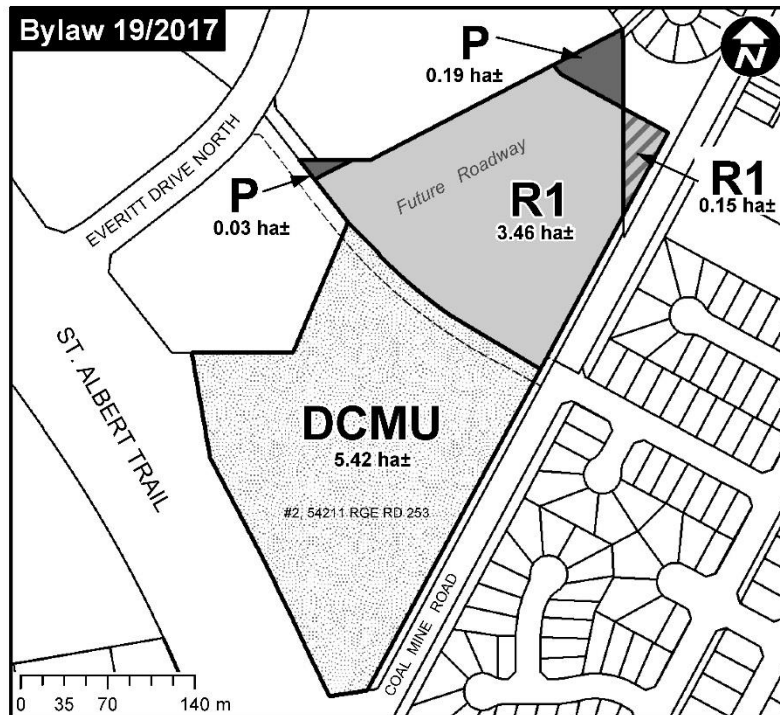 Bylaw 19/2017
N
P
0.19 ha±
EVERITT DRIVE NORTH
P
0.03 ha±
Future Roadway
R1
3.46 ha±
R1
0.15 ha±
ST. ALBERT TRAIL
DCMU
5.42 ha±
#2, 54211 RGE RD 253
COAL MINE ROAD
0 35 70 140 m